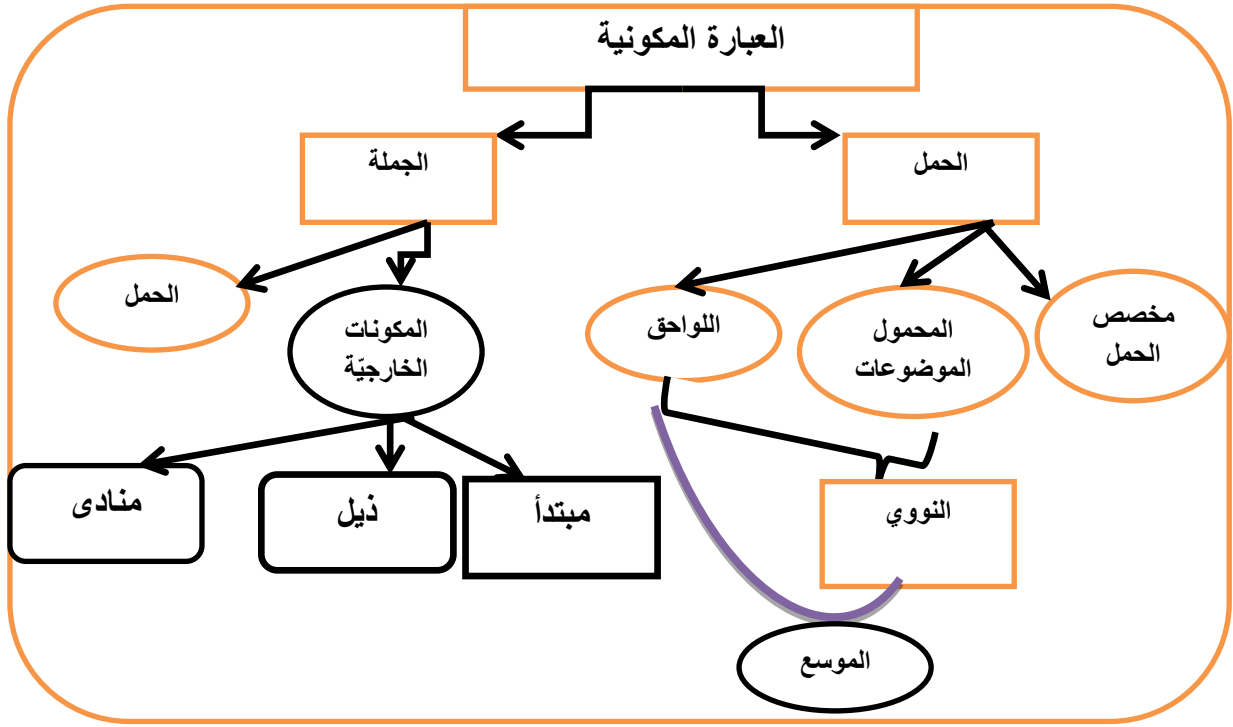 العبارة المكونية
الحمل
الجملة
مخصص
الحمل
المحمول
الموضوعات
اللواحق
المكونات
الخارجيّة
الحمل
مبتدأ
ذيل
منادى
النووي
الموسع